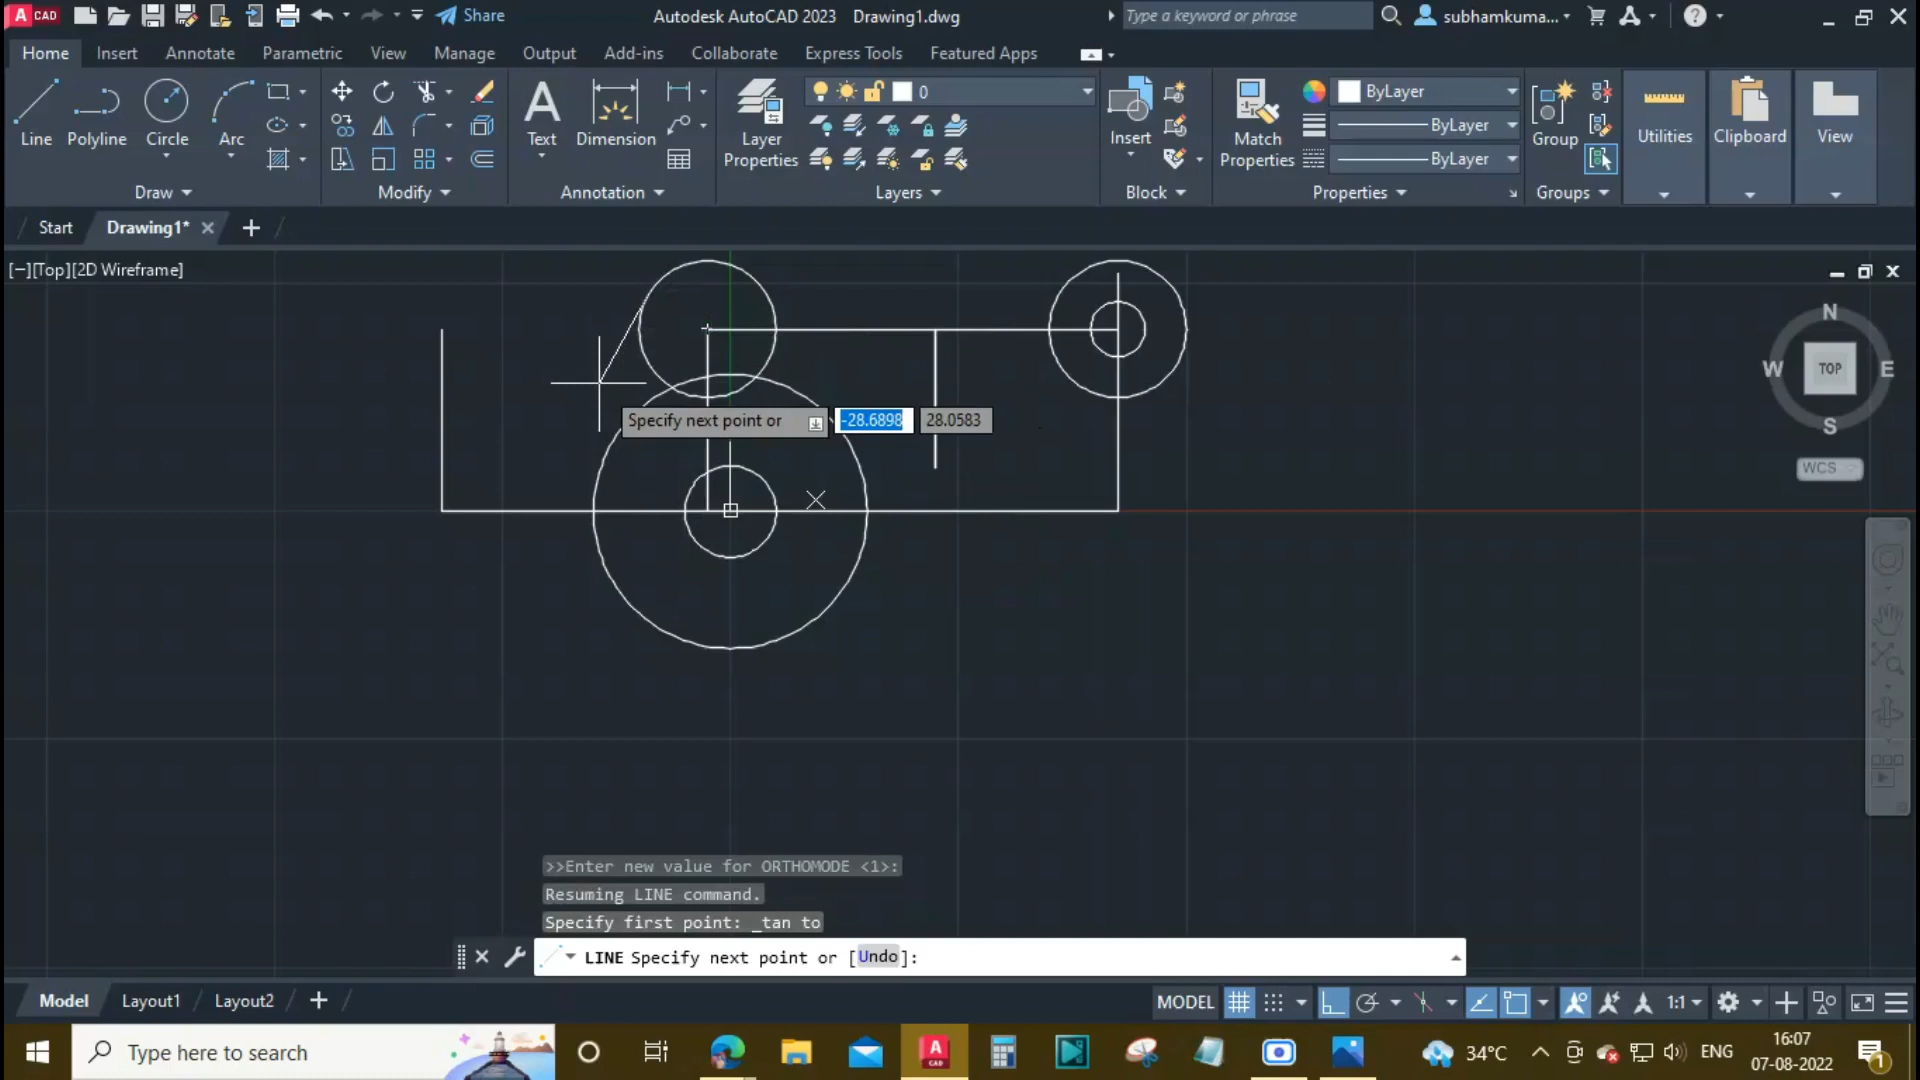 A CAD Share Autodesk AutoCAD 2023 Drawing1.dwg Type a keyword or phrase subhamkuma... ?
Home Insert Annotate Parametric View Manage Output Add-ins Collaborate Express Tools Featured Apps
Line Polyline Circle Arc Text Dimension Layer Properties 0 Insert Match Properties ByLayer ByLayer ByLayer Group Utilities Clipboard View
Draw Modify Annotation Layers Block Properties Groups
Start Drawing1* +
[−][Top][2D Wireframe]
N
W TOP E
S
WCS
Specify next point or -28.6898 28.0583
>>Enter new value for ORTHOMODE <1>:
Resuming LINE command.
Specify first point: _tan to
LINE Specify next point or [Undo]:
Model Layout1 Layout2 + MODEL 1:1
Type here to search A CAD 34°C ENG 16:07
07-08-2022 1